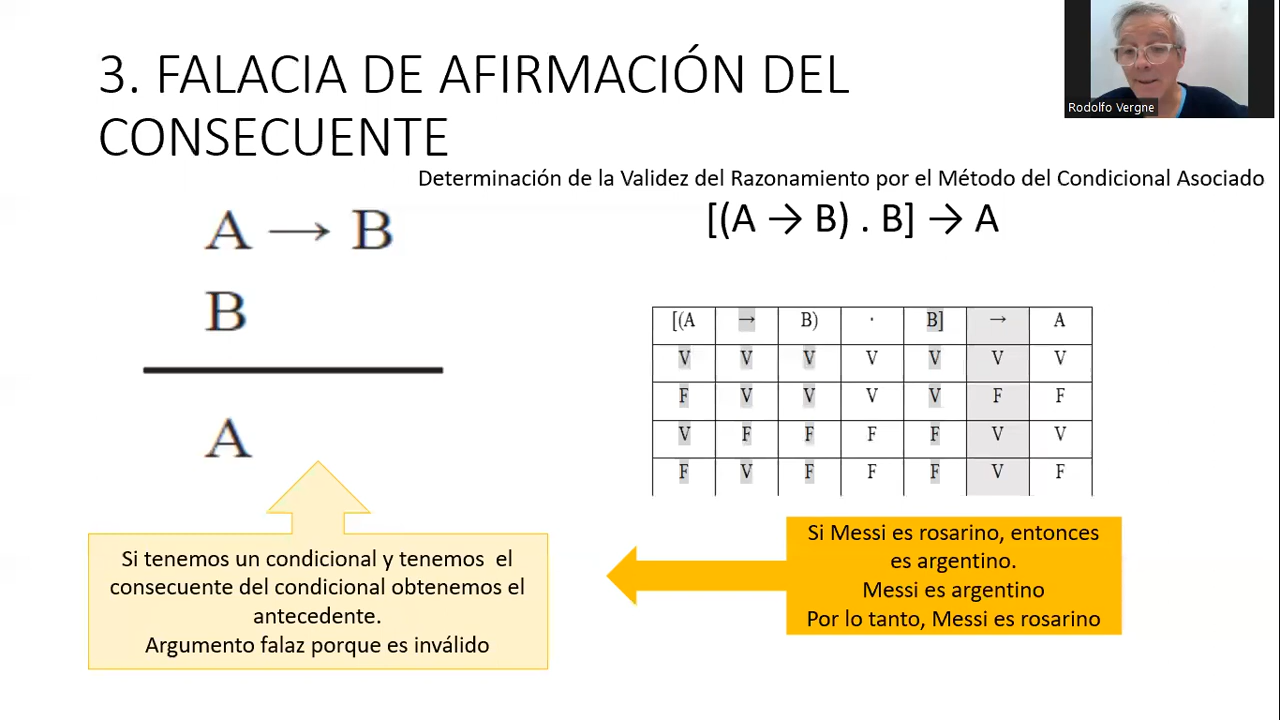 3. FALACIA DE AFIRMACIÓN DEL
CONSECUENTE
Rodolfo Vergne
Determinación de la Validez del Razonamiento por el Método del Condicional Asociado
[(A → B) . B] → A
A → B
B
A
[(A → B) · B] → A
V V V V V V V
F V V V V F F
V F F F F V V
F V F F F V F
Si tenemos un condicional y tenemos el
consecuente del condicional obtenemos el
antecedente.
Argumento falaz porque es inválido
Si Messi es rosarino, entonces
es argentino.
Messi es argentino
Por lo tanto, Messi es rosarino